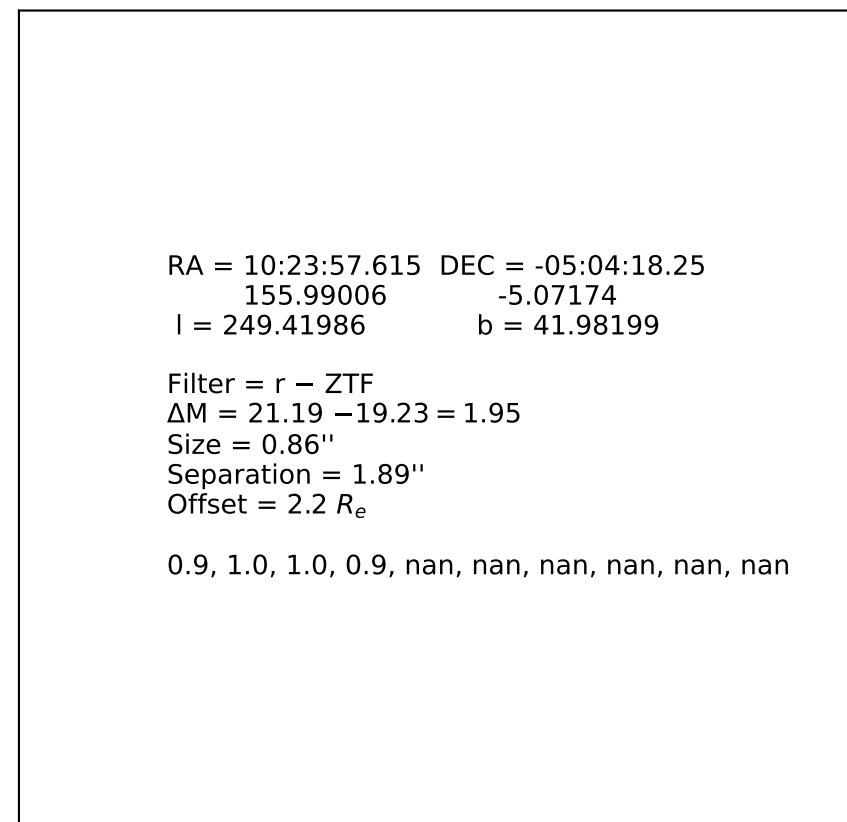 RA = 10:23:57.615 DEC = -05:04:18.25
155.99006 -5.07174
l = 249.41986 b = 41.98199
Filter = r − ZTF
ΔM = 21.19 −19.23 = 1.95
Size = 0.86''
Separation = 1.89''
Offset = 2.2 Rₑ
0.9, 1.0, 1.0, 0.9, nan, nan, nan, nan, nan, nan